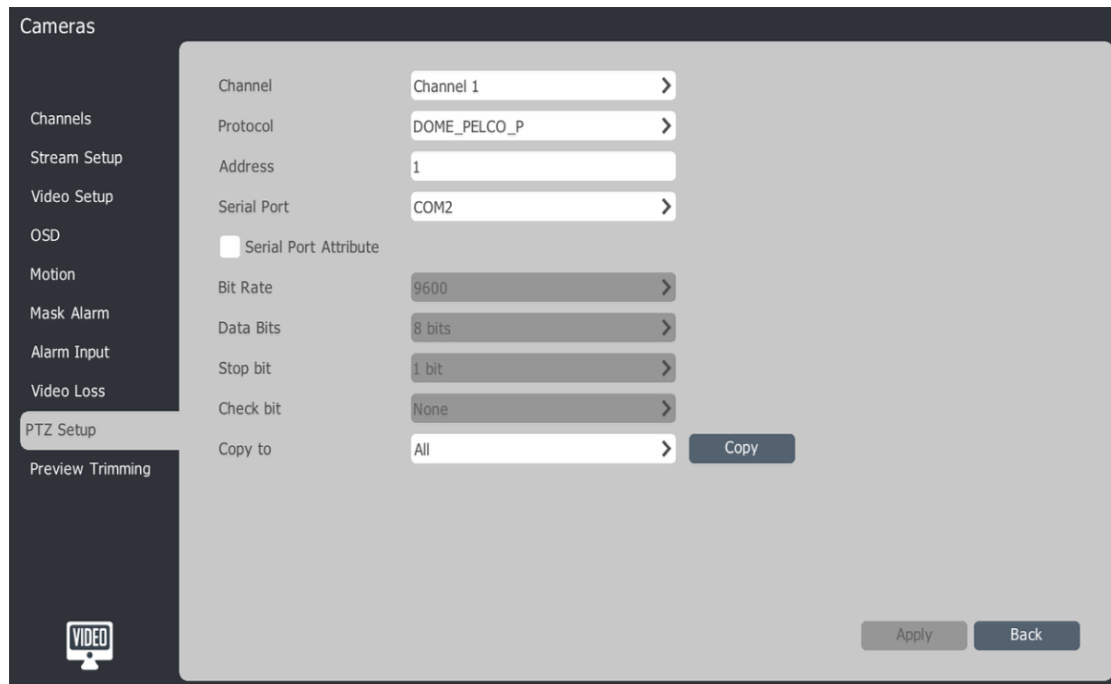 Cameras
Channels
Stream Setup
Video Setup
OSD
Motion
Mask Alarm
Alarm Input
Video Loss
PTZ Setup
Preview Trimming
VIDEO
Channel Channel 1
Protocol DOME_PELCO_P
Address 1
Serial Port COM2
Serial Port Attribute
Bit Rate 9600
Data Bits 8 bits
Stop bit 1 bit
Check bit None
Copy to All Copy
Apply Back